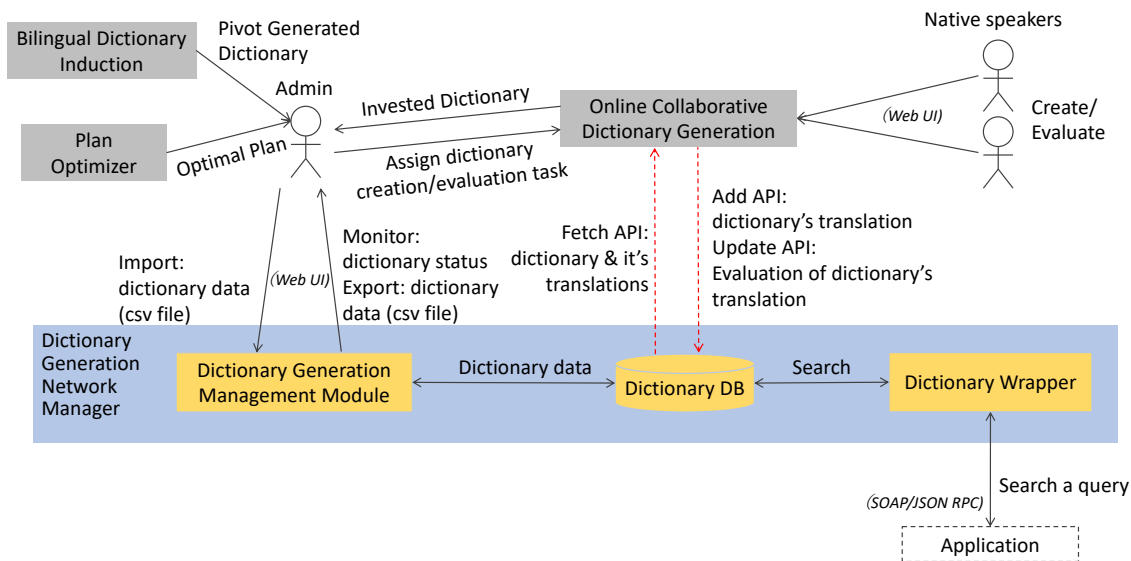 Native speakers
Bilingual Dictionary
Induction
Pivot Generated
Dictionary
Admin
Invested Dictionary
Online Collaborative
Dictionary Generation
(Web UI)
Create/
Evaluate
Plan
Optimizer
Optimal Plan
Assign dictionary
creation/evaluation task
Import:
dictionary data
(csv file)
(Web UI)
Monitor:
dictionary status
Export: dictionary
data (csv file)
Fetch API:
dictionary & it's
translations
Add API:
dictionary's translation
Update API:
Evaluation of dictionary's
translation
Dictionary
Generation
Network
Manager
Dictionary Generation
Management Module
Dictionary data
Dictionary DB
Search
Dictionary Wrapper
(SOAP/JSON RPC)
Search a query
Application